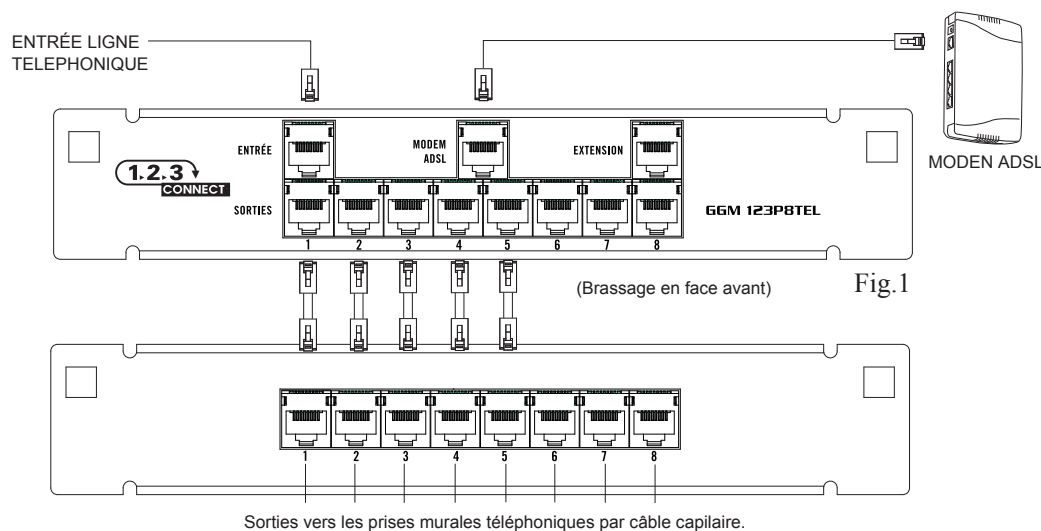 ENTRÉE LIGNE
TELEPHONIQUE
MODEN ADSL
ENTRÉE
MODEM
ADSL
EXTENSION
1.2.3
CONNECT
SORTIES
GGM 123P8TEL
1 2 3 4 5 6 7 8
(Brassage en face avant)
Fig.1
1 2 3 4 5 6 7 8
Sorties vers les prises murales téléphoniques par câble capilaire.